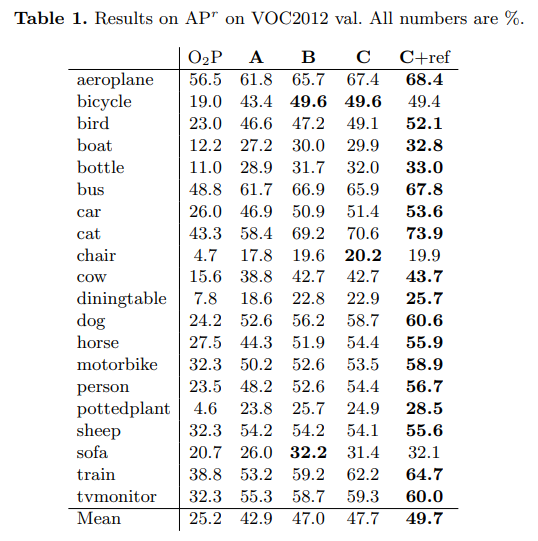 Table 1. Results on APʳ on VOC2012 val. All numbers are %.
O₂P A B C C+ref
aeroplane 56.5 61.8 65.7 67.4 68.4
bicycle 19.0 43.4 49.6 49.6 49.4
bird 23.0 46.6 47.2 49.1 52.1
boat 12.2 27.2 30.0 29.9 32.8
bottle 11.0 28.9 31.7 32.0 33.0
bus 48.8 61.7 66.9 65.9 67.8
car 26.0 46.9 50.9 51.4 53.6
cat 43.3 58.4 69.2 70.6 73.9
chair 4.7 17.8 19.6 20.2 19.9
cow 15.6 38.8 42.7 42.7 43.7
diningtable 7.8 18.6 22.8 22.9 25.7
dog 24.2 52.6 56.2 58.7 60.6
horse 27.5 44.3 51.9 54.4 55.9
motorbike 32.3 50.2 52.6 53.5 58.9
person 23.5 48.2 52.6 54.4 56.7
pottedplant 4.6 23.8 25.7 24.9 28.5
sheep 32.3 54.2 54.2 54.1 55.6
sofa 20.7 26.0 32.2 31.4 32.1
train 38.8 53.2 59.2 62.2 64.7
tvmonitor 32.3 55.3 58.7 59.3 60.0
Mean 25.2 42.9 47.0 47.7 49.7